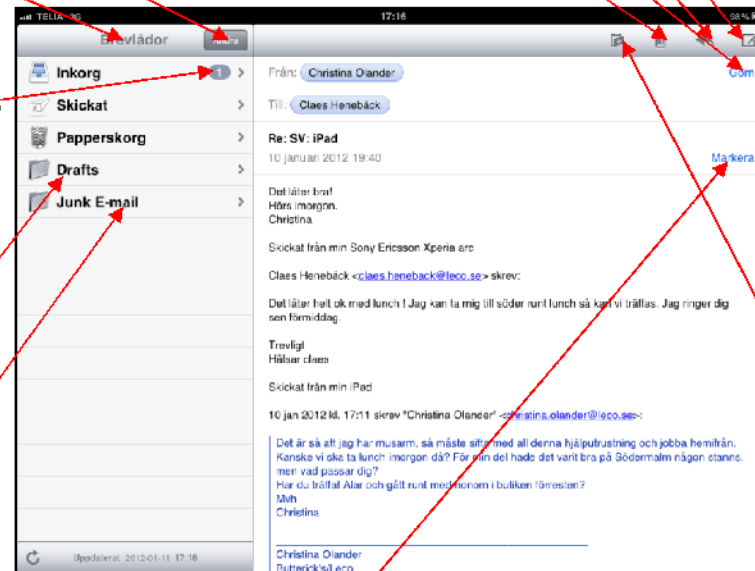 TELIA 3G
17:16
98%
Brevlådor
Ändra
Inkorg
1
Skickat
Papperskorg
Drafts
Junk E-mail
Uppdaterat 2012-01-11 17:16
Från: Christina Olander
Göm
Till: Claes Henebäck
Re: SV: iPad
10 januari 2012 19:40
Markera
Det låter bra!
Hörs imorgon.
Christina
Skickat från min Sony Ericsson Xperia arc
Claes Henebäck <claes.heneback@leco.se> skrev:
Det låter helt ok med lunch ! Jag kan ta mig till söder runt lunch så kan vi träffas. Jag ringer dig
sen förmiddag.
Trevligt
Hälsar claes
Skickat från min iPad
10 jan 2012 kl. 17:11 skrev "Christina Olander" <christina.olander@leco.se>:
Det är så att jag har musarm, så måste sitta med all denna hjälputrustning och jobba hemifrån.
Kanske vi ska ta lunch imorgon då? För min del hade det varit bra på Södermalm någon stanns,
men vad passar dig?
Har du träffat Alar och gått runt med honom i butiken förresten?
Mvh
Christina
Christina Olander
Butterick's/Leco